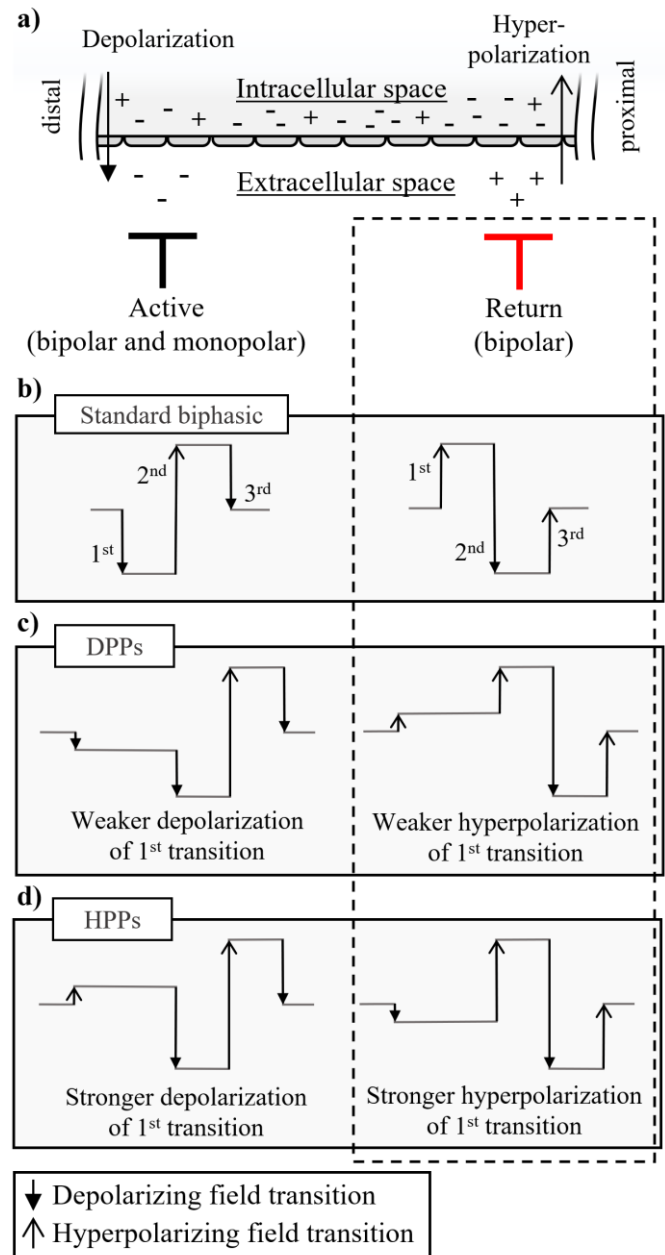 a)
Depolarization
Hyper-
polarization
distal
Intracellular space
proximal
+ - - + - - - - - + - - - - - - - + - -
Extracellular space
- - -
+ + +
Active
(bipolar and monopolar)
Return
(bipolar)
b)
Standard biphasic
1st
2nd
3rd
1st
2nd
3rd
c)
DPPs
Weaker depolarization
of 1st transition
Weaker hyperpolarization
of 1st transition
d)
HPPs
Stronger depolarization
of 1st transition
Stronger hyperpolarization
of 1st transition
Depolarizing field transition
Hyperpolarizing field transition